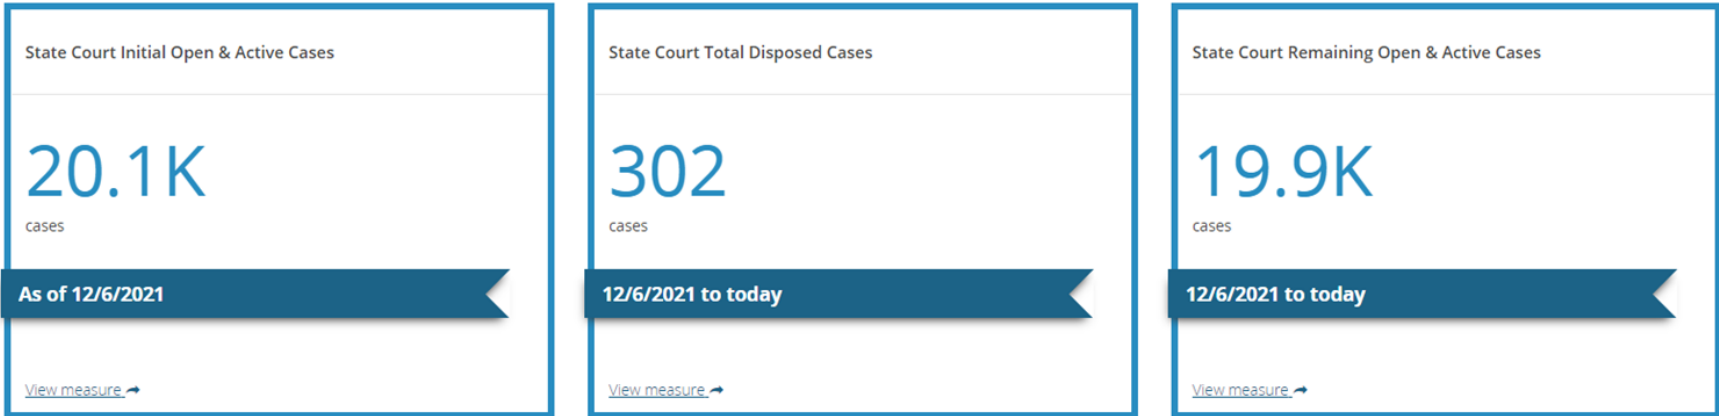 State Court Initial Open & Active Cases
20.1K
cases
As of 12/6/2021
View measure
State Court Total Disposed Cases
302
cases
12/6/2021 to today
View measure
State Court Remaining Open & Active Cases
19.9K
cases
12/6/2021 to today
View measure